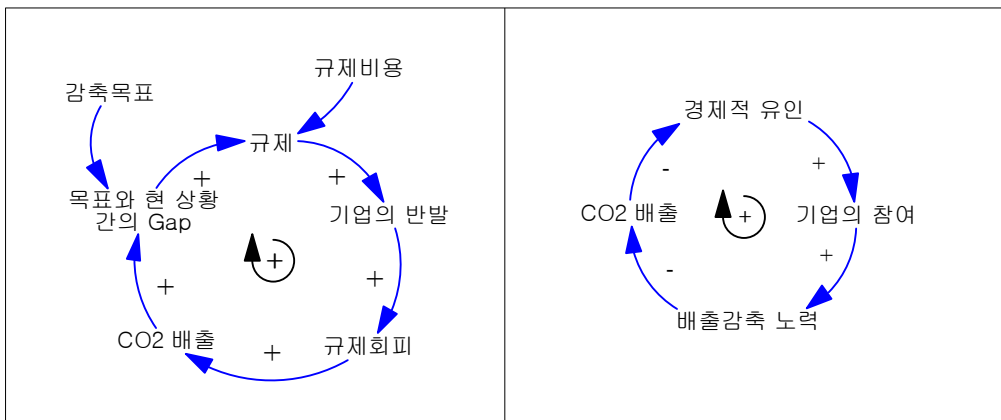 규제비용
감축목표
규제
+
+
목표와 현 상황
간의 Gap
기업의 반발
+
+
+
CO2 배출
+
규제회피
경제적 유인
+
-
CO2 배출
+
기업의 참여
+
-
배출감축 노력